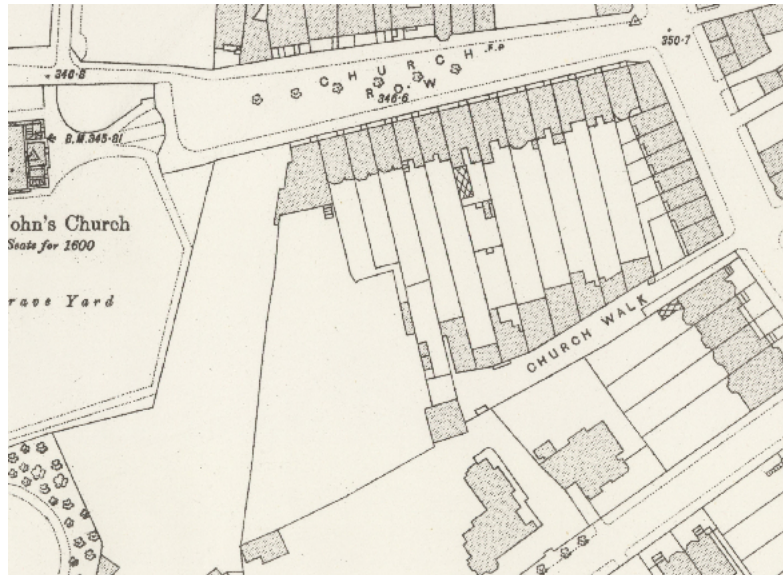 CHURCH
F.P
350·7
346·8
ROW
346·6
B.M.345·81
John's Church
Seats for 1600
rave Yard
CHURCH WALK